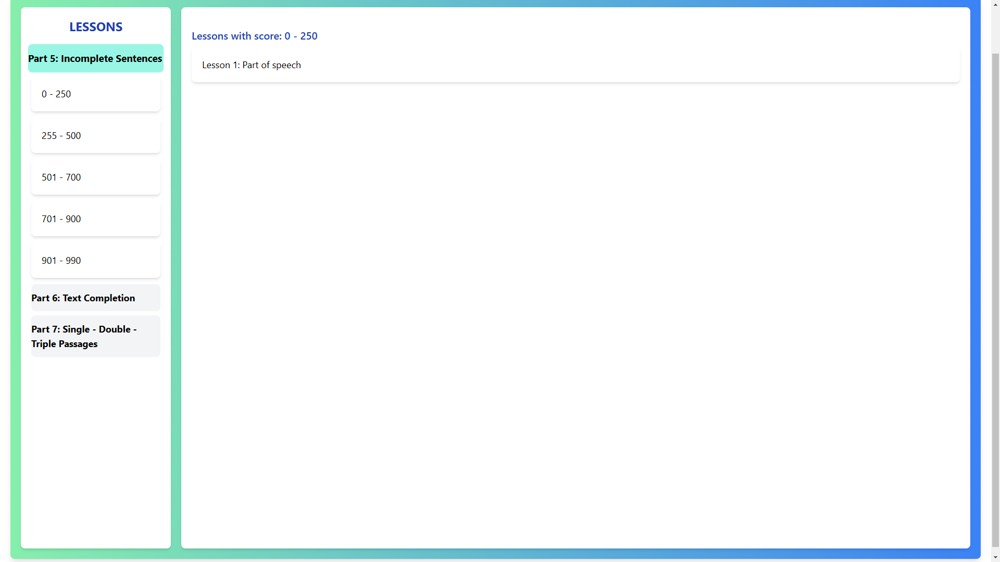 LESSONS
Part 5: Incomplete Sentences
0 - 250
255 - 500
501 - 700
701 - 900
901 - 990
Part 6: Text Completion
Part 7: Single - Double -
Triple Passages
Lessons with score: 0 - 250
Lesson 1: Part of speech